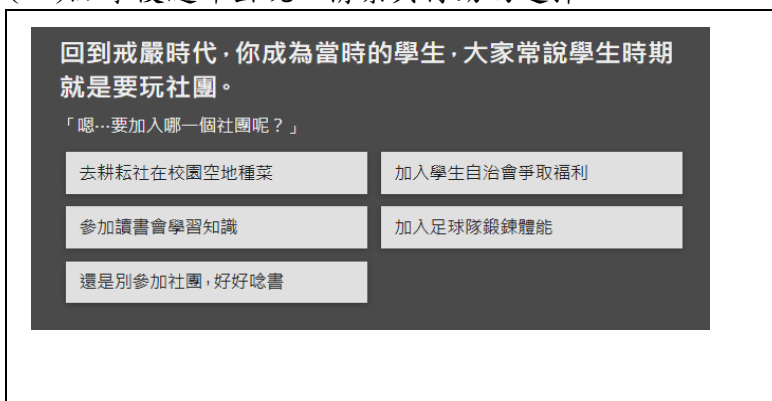 回到戒嚴時代，你成為當時的學生，大家常說學生時期
就是要玩社團。
「嗯…要加入哪一個社團呢？」
去耕耘社在校園空地種菜
加入學生自治會爭取福利
參加讀書會學習知識
加入足球隊鍛鍊體能
還是別參加社團，好好唸書